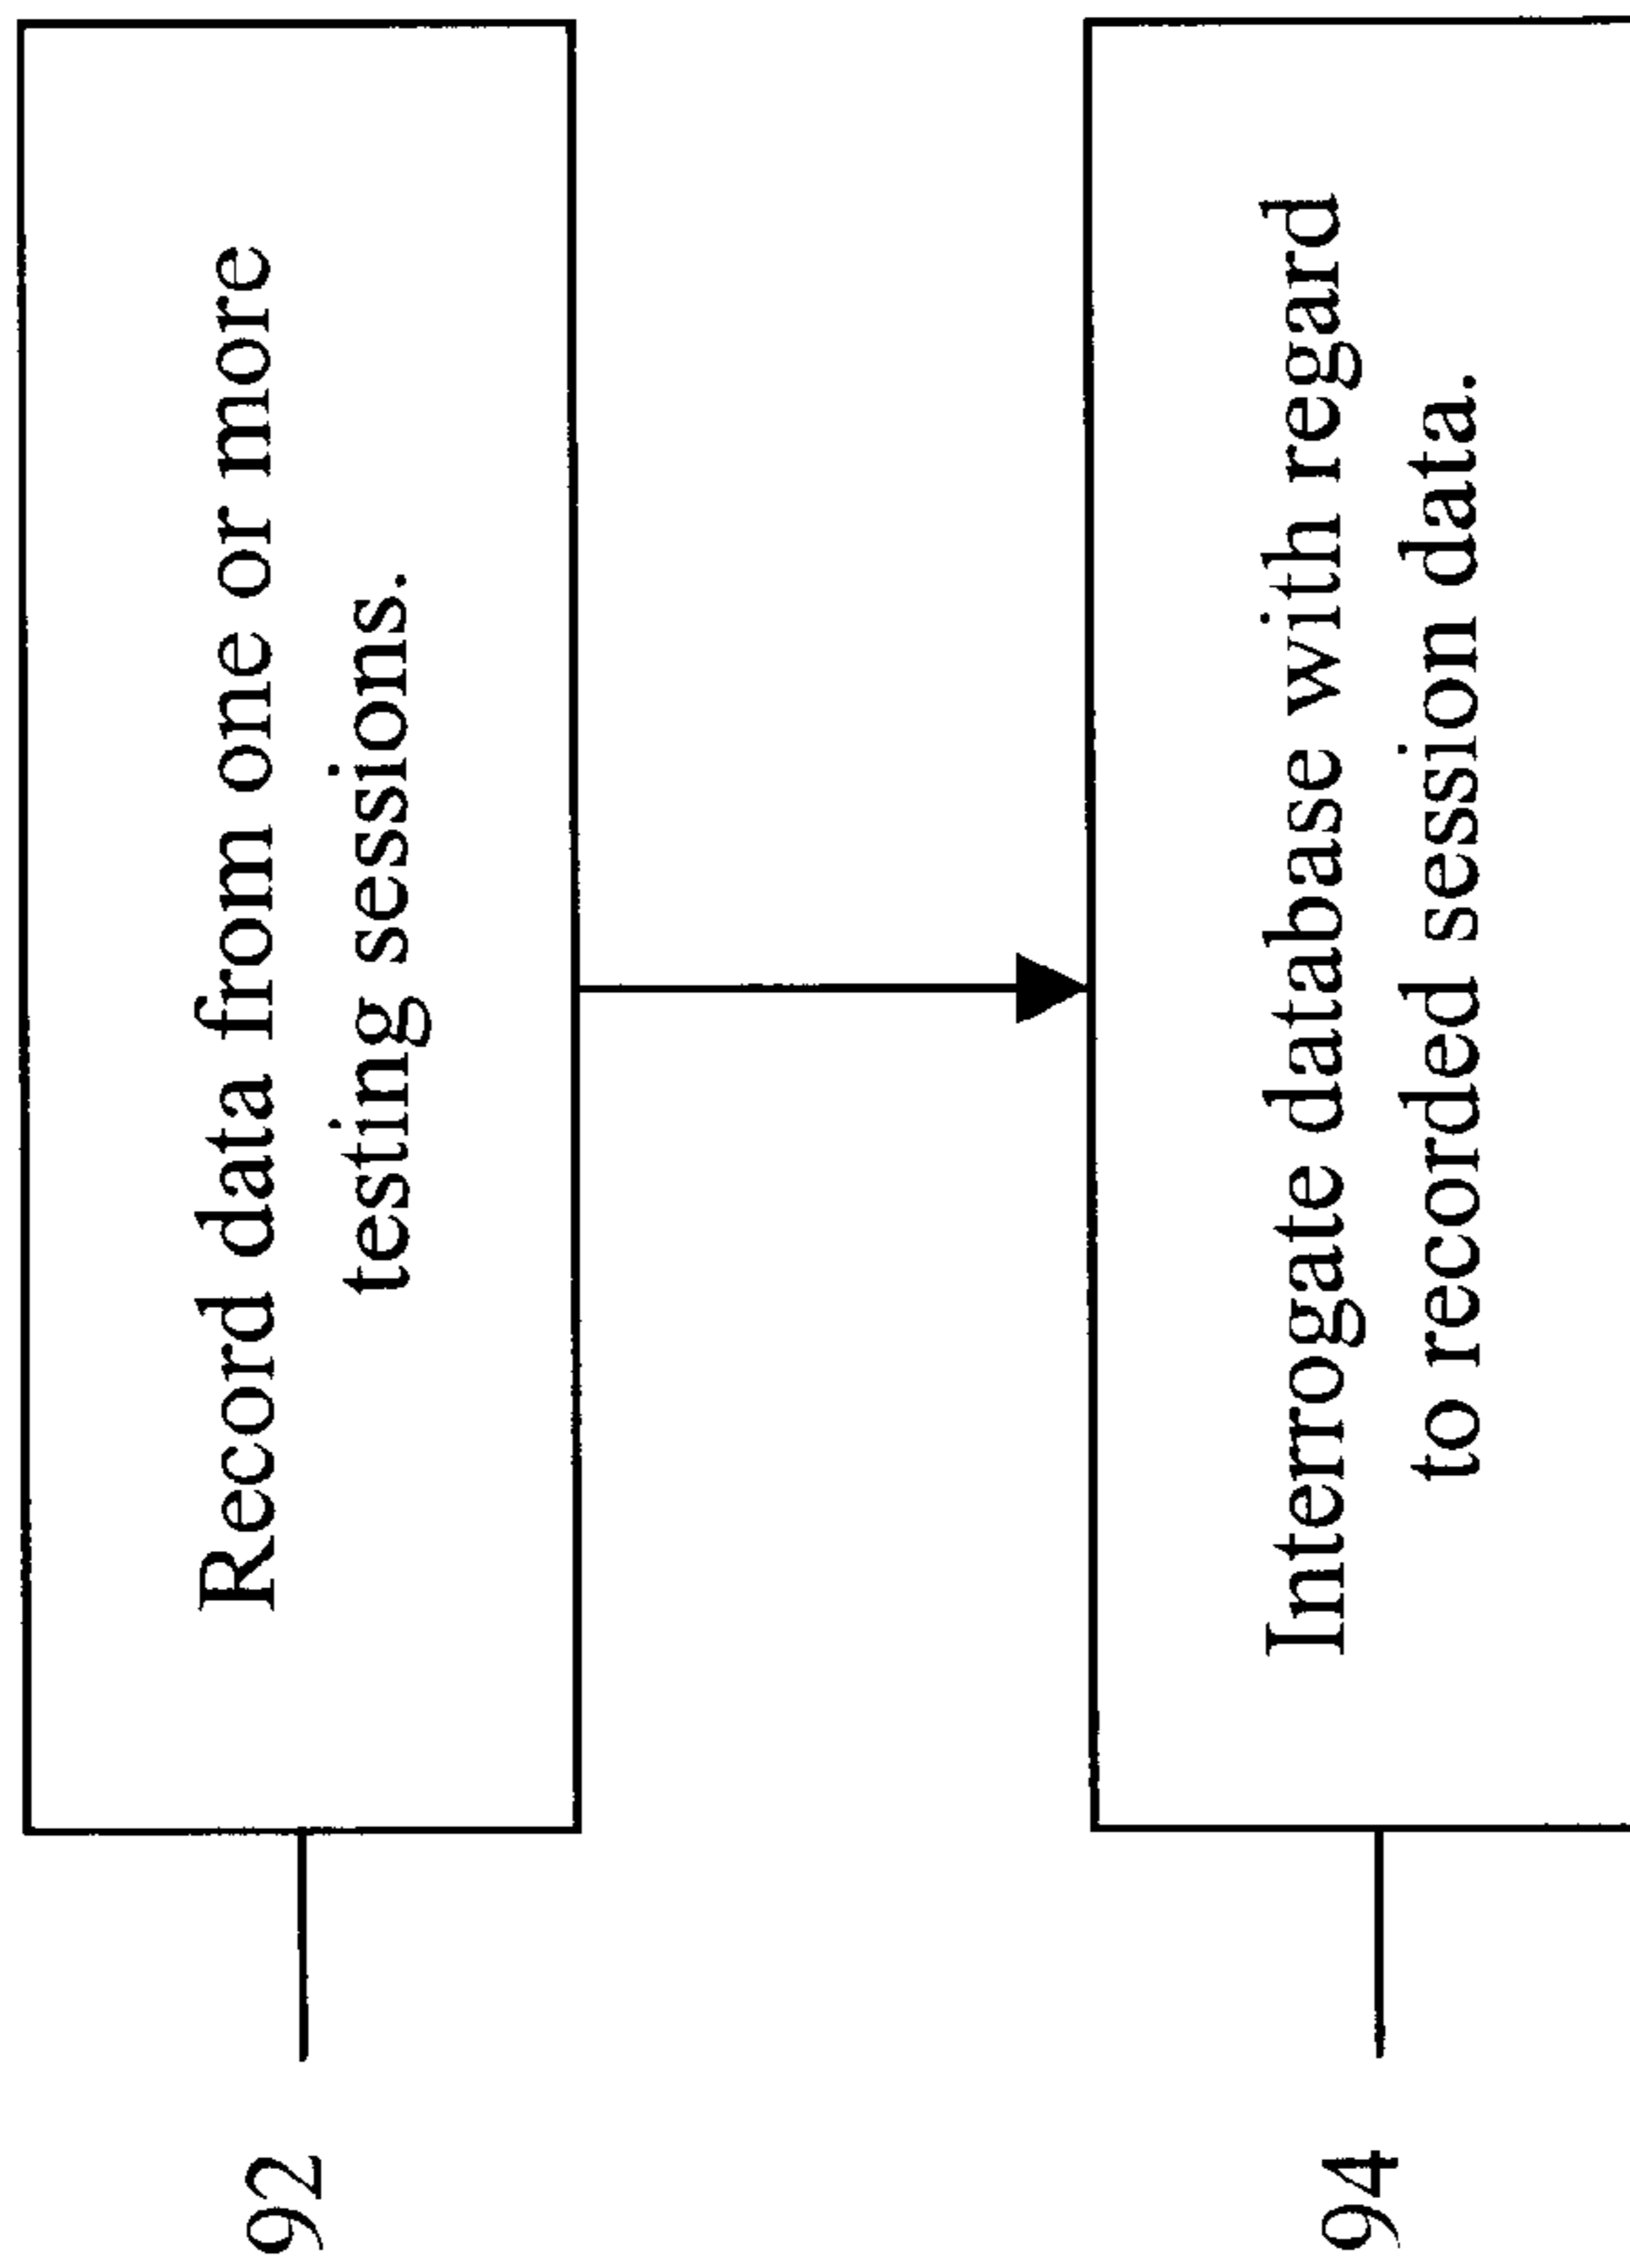 92
Record data from one or more
testing sessions.
94
Interrogate database with regard
to recorded session data.